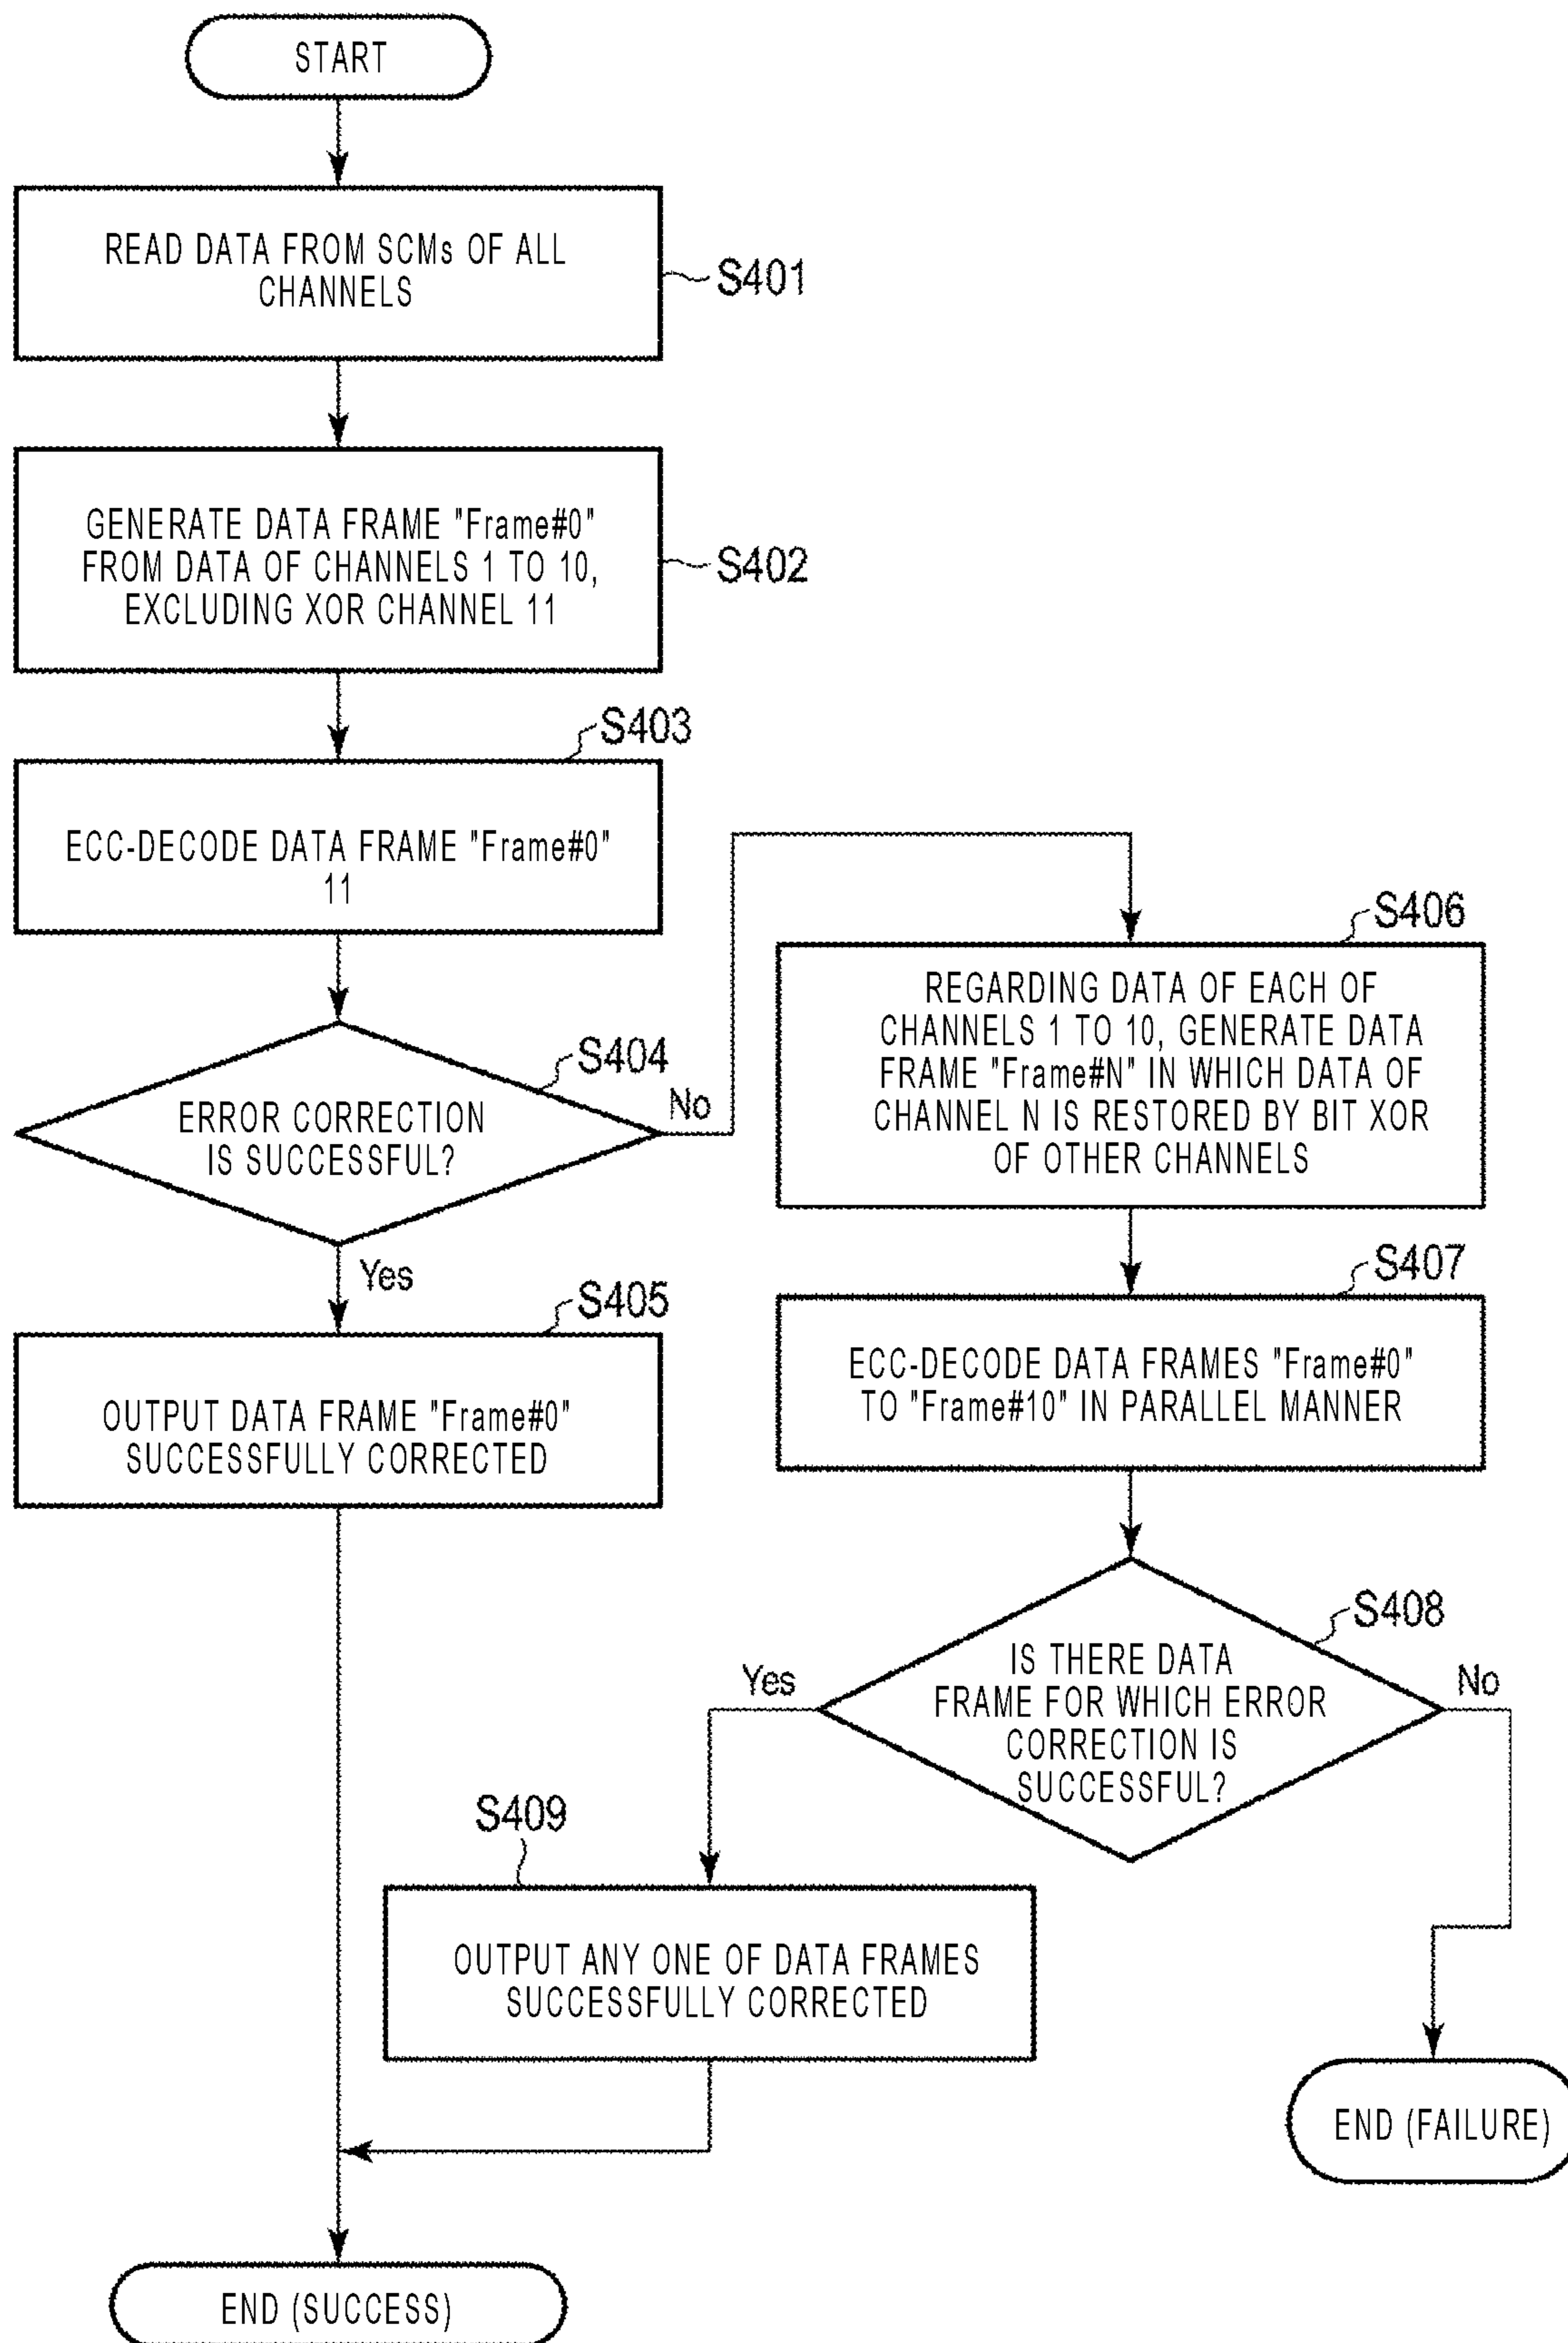 START
READ DATA FROM SCMs OF ALL
CHANNELS
S401
GENERATE DATA FRAME "Frame#0"
FROM DATA OF CHANNELS 1 TO 10,
EXCLUDING XOR CHANNEL 11
S402
S403
ECC-DECODE DATA FRAME "Frame#0"
11
S404
ERROR CORRECTION
IS SUCCESSFUL?
No
Yes
S405
OUTPUT DATA FRAME "Frame#0"
SUCCESSFULLY CORRECTED
S406
REGARDING DATA OF EACH OF
CHANNELS 1 TO 10, GENERATE DATA
FRAME "Frame#N" IN WHICH DATA OF
CHANNEL N IS RESTORED BY BIT XOR
OF OTHER CHANNELS
S407
ECC-DECODE DATA FRAMES "Frame#0"
TO "Frame#10" IN PARALLEL MANNER
S408
IS THERE DATA
FRAME FOR WHICH ERROR
CORRECTION IS
SUCCESSFUL?
Yes
No
S409
OUTPUT ANY ONE OF DATA FRAMES
SUCCESSFULLY CORRECTED
END (FAILURE)
END (SUCCESS)